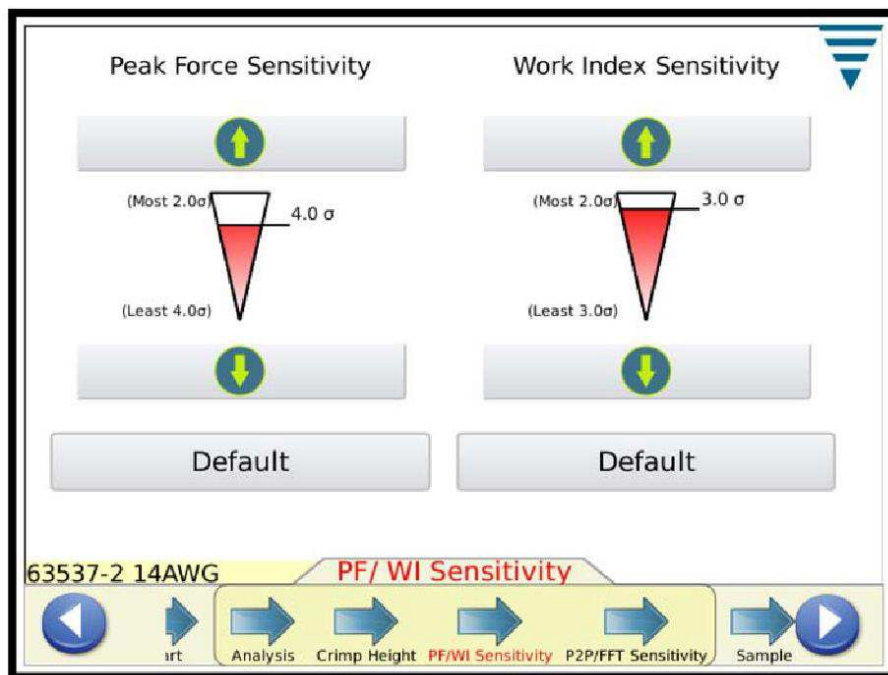 Peak Force Sensitivity
Work Index Sensitivity
(Most 2.0σ)
4.0 σ
(Least 4.0σ)
(Most 2.0σ)
3.0 σ
(Least 3.0σ)
Default
Default
63537-2 14AWG
PF/ WI Sensitivity
art
Analysis
Crimp Height
PF/WI Sensitivity
P2P/FFT Sensitivity
Sample